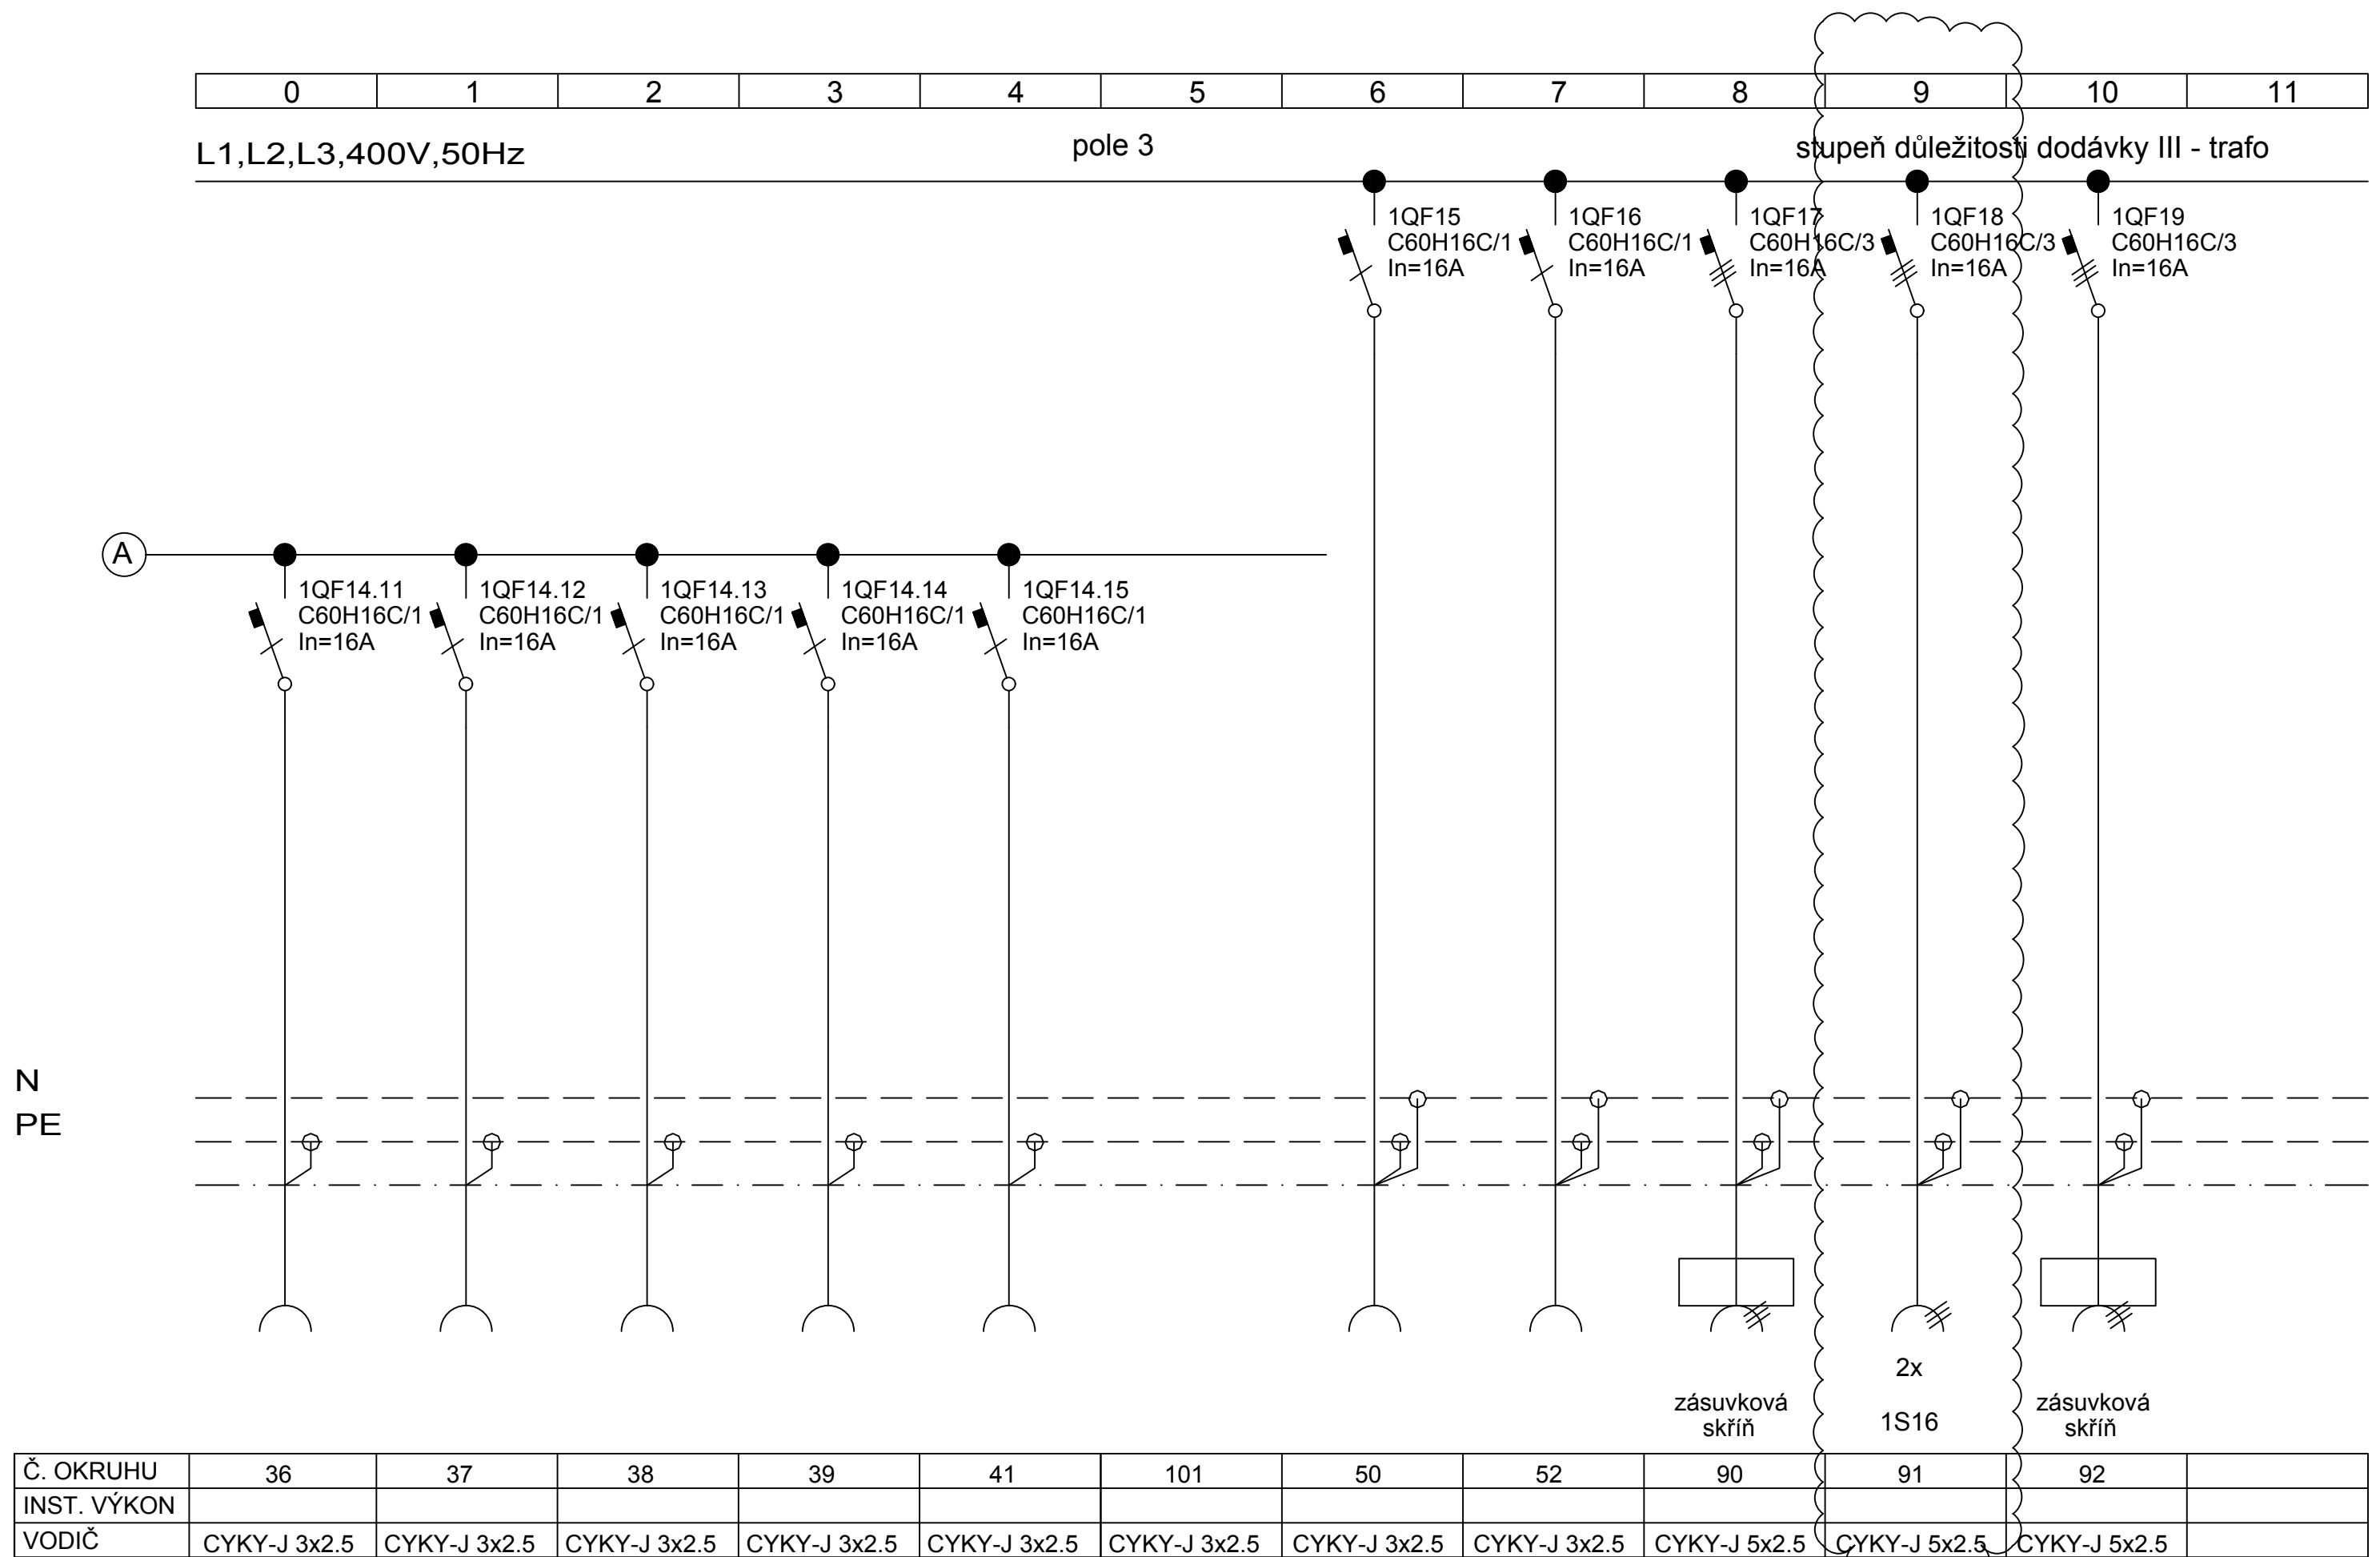 0 1 2 3 4 5 6 7 8 9 10 11
L1,L2,L3,400V,50Hz pole 3 stupeň důležitosti dodávky III - trafo
1QF15 1QF16 1QF17 1QF18 1QF19
C60H16C/1 C60H16C/1 C60H16C/3 C60H16C/3 C60H16C/3
In=16A In=16A In=16A In=16A In=16A
A
1QF14.11 1QF14.12 1QF14.13 1QF14.14 1QF14.15
C60H16C/1 C60H16C/1 C60H16C/1 C60H16C/1 C60H16C/1
In=16A In=16A In=16A In=16A In=16A
N
PE
2x
zásuvková zásuvková
skříň 1S16 skříň
Č. OKRUHU 36 37 38 39 41 101 50 52 90 91 92
INST. VÝKON
VODIČ CYKY-J 3x2.5 CYKY-J 3x2.5 CYKY-J 3x2.5 CYKY-J 3x2.5 CYKY-J 3x2.5 CYKY-J 3x2.5 CYKY-J 3x2.5 CYKY-J 3x2.5 CYKY-J 5x2.5 CYKY-J 5x2.5 CYKY-J 5x2.5